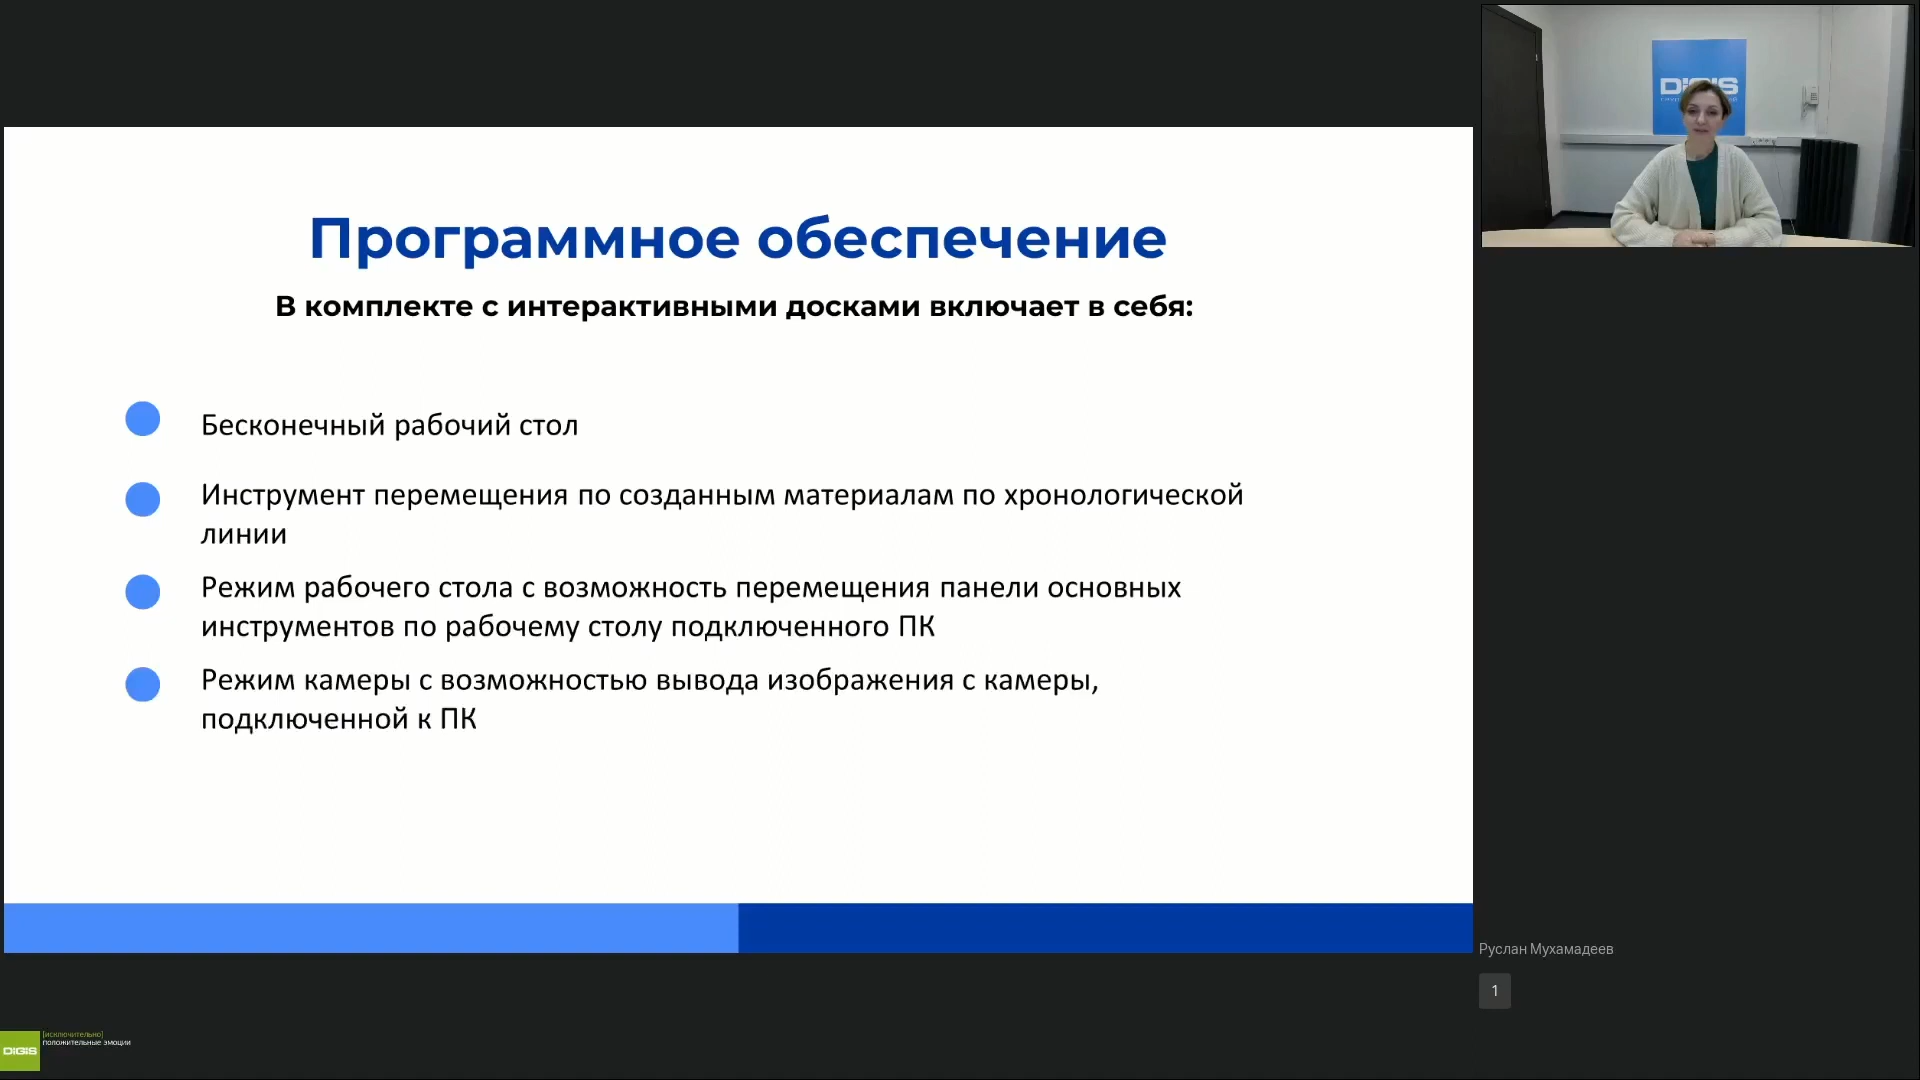 DIGIS
Программное обеспечение
В комплекте с интерактивными досками включает в себя:
Бесконечный рабочий стол
Инструмент перемещения по созданным материалам по хронологической
линии
Режим рабочего стола с возможность перемещения панели основных
инструментов по рабочему столу подключенного ПК
Режим камеры с возможностью вывода изображения с камеры,
подключенной к ПК
Руслан Мухамадеев
1
[исключительно]
положительные эмоции
DIGIS